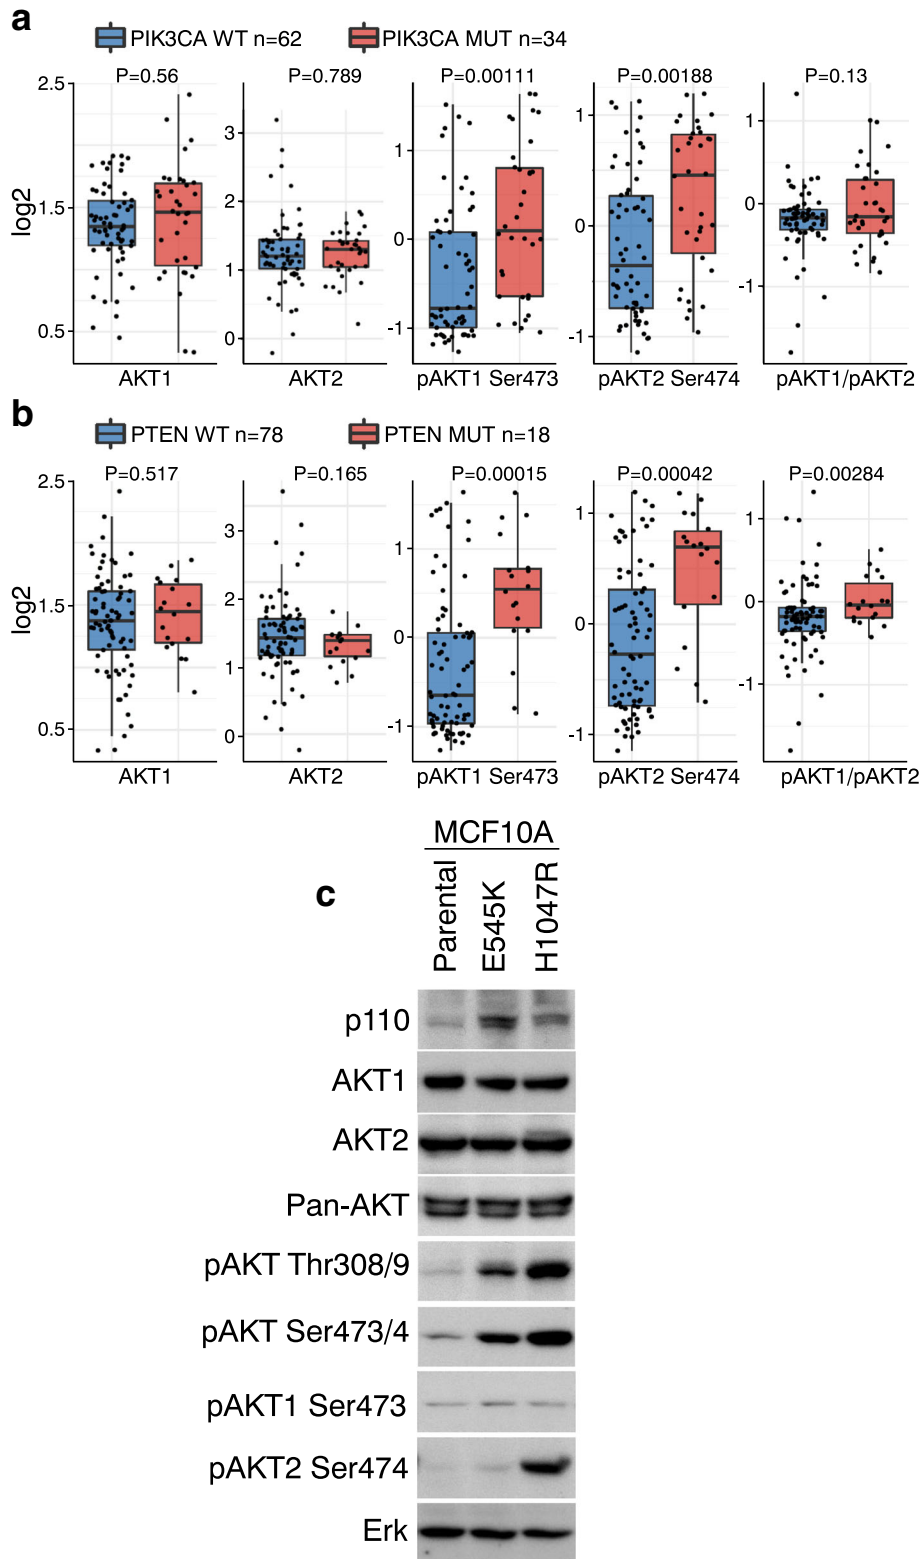 a
PIK3CA WT n=62 PIK3CA MUT n=34
P=0.56 P=0.789 P=0.00111 P=0.00188 P=0.13
log2
2.5
1.5
0.5
3
2
1
0
1
0
-1
1
0
-1
1
0
-1
AKT1 AKT2 pAKT1 Ser473 pAKT2 Ser474 pAKT1/pAKT2
b
PTEN WT n=78 PTEN MUT n=18
P=0.517 P=0.165 P=0.00015 P=0.00042 P=0.00284
log2
2.5
1.5
0.5
3
2
1
0
1
0
-1
1
0
-1
1
0
-1
AKT1 AKT2 pAKT1 Ser473 pAKT2 Ser474 pAKT1/pAKT2
c
MCF10A
Parental
E545K
H1047R
p110
AKT1
AKT2
Pan-AKT
pAKT Thr308/9
pAKT Ser473/4
pAKT1 Ser473
pAKT2 Ser474
Erk